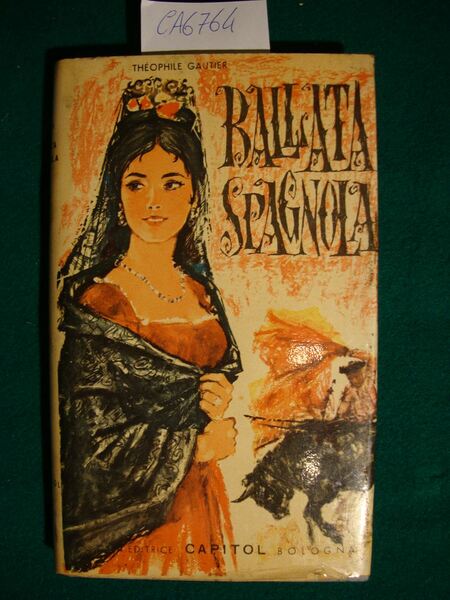 CA6764
THÉOPHILE GAUTIER
BALLATA
SPAGNOLA
EDITRICE CAPITOL BOLOGNA